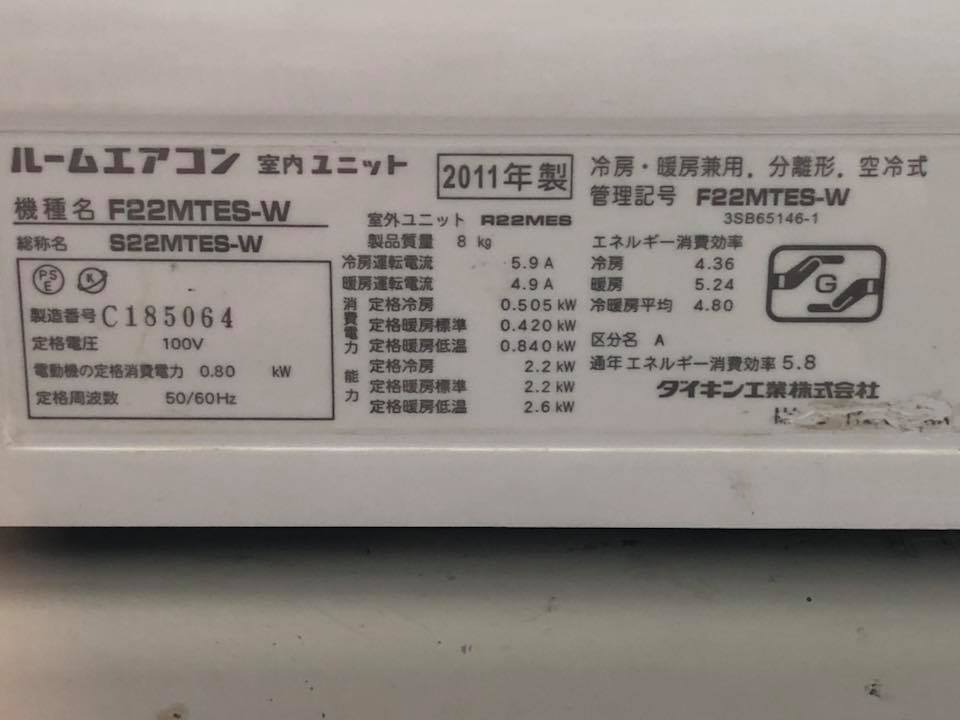 ルームエアコン 室内ユニット
2011年製
冷房・暖房兼用, 分離形, 空冷式
機種名 F22MTES-W
総称名 S22MTES-W
室外ユニット R22MES
製品質量 8 kg
管理記号 F22MTES-W
3SB65146-1
PS
E
K
製造番号 C185064
定格電圧 100V
電動機の定格消費電力 0.80 kW
定格周波数 50/60Hz
冷房運転電流 5.9 A
暖房運転電流 4.9 A
消費電力
定格冷房 0.505 kW
定格暖房標準 0.420 kW
定格暖房低温 0.840 kW
能力
定格冷房 2.2 kW
定格暖房標準 2.2 kW
定格暖房低温 2.6 kW
エネルギー消費効率
冷房 4.36
暖房 5.24
冷暖房平均 4.80
G
区分名 A
通年エネルギー消費効率 5.8
ダイキン工業株式会社